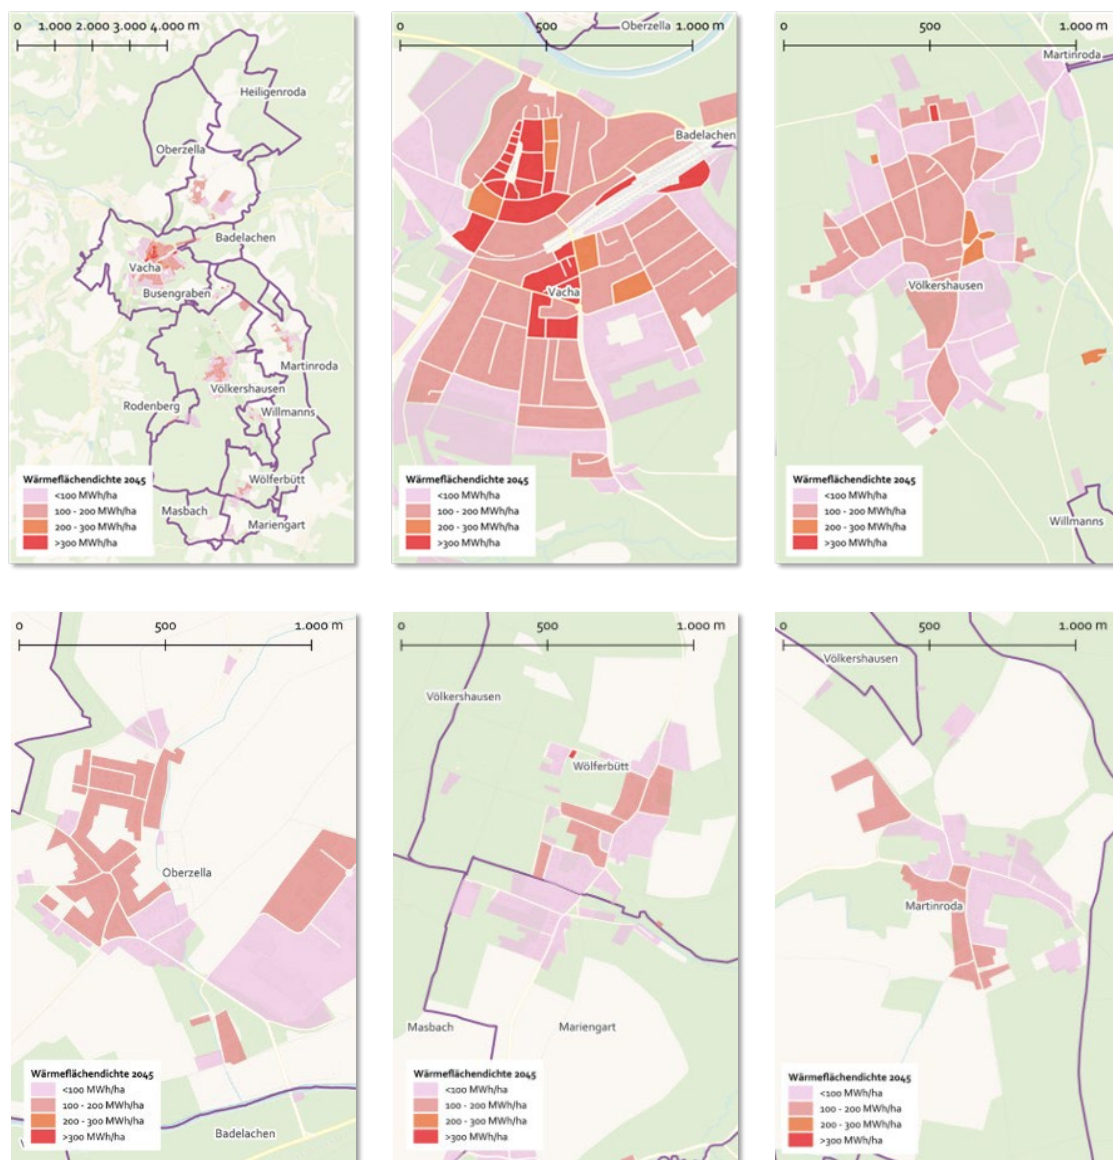 0 1.000 2.000 3.000 4.000 m
Heiligenroda
Oberzella
Badelachen
Vacha
Busengraben
Martinroda
Völkershausen
Rodenberg
Willmanns
Wölferbütt
Masbach
Mariengart
Wärmeflächendichte 2045
<100 MWh/ha
100 - 200 MWh/ha
200 - 300 MWh/ha
>300 MWh/ha
0 500 1.000 m
Oberzella
Badelachen
Vacha
Wärmeflächendichte 2045
<100 MWh/ha
100 - 200 MWh/ha
200 - 300 MWh/ha
>300 MWh/ha
0 500 1.000 m
Martinroda
Völkershausen
Willmanns
Wärmeflächendichte 2045
<100 MWh/ha
100 - 200 MWh/ha
200 - 300 MWh/ha
>300 MWh/ha
0 500 1.000 m
Oberzella
Badelachen
Wärmeflächendichte 2045
<100 MWh/ha
100 - 200 MWh/ha
200 - 300 MWh/ha
>300 MWh/ha
0 500 1.000 m
Völkershausen
Wölferbütt
Masbach
Mariengart
Wärmeflächendichte 2045
<100 MWh/ha
100 - 200 MWh/ha
200 - 300 MWh/ha
>300 MWh/ha
0 500 1.000 m
Völkershausen
Martinroda
Wärmeflächendichte 2045
<100 MWh/ha
100 - 200 MWh/ha
200 - 300 MWh/ha
>300 MWh/ha